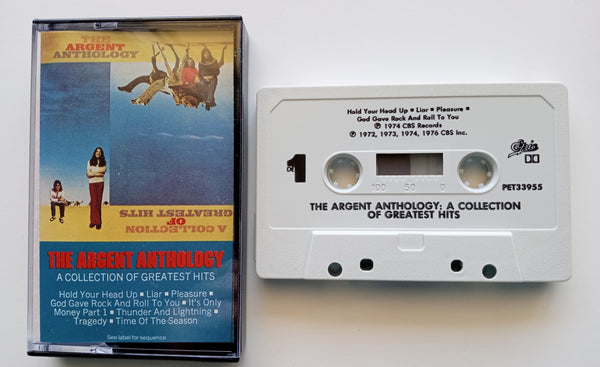 THE
ARGENT
ANTHOLOGY
A COLLECTION
OF
GREATEST HITS
THE ARGENT ANTHOLOGY
A COLLECTION OF GREATEST HITS
Hold Your Head Up ■ Liar ■ Pleasure ■
God Gave Rock And Roll To You ■ It's Only
Money Part 1 ■ Thunder And Lightning ■
Tragedy ■ Time Of The Season
See label for sequence
Hold Your Head Up ■ Liar ■ Pleasure ■
God Gave Rock And Roll To You
℗ 1974 CBS Records
℗ 1972, 1973, 1974, 1976 CBS Inc.
Epic
SIDE 1
100 50 0
PET33955
THE ARGENT ANTHOLOGY: A COLLECTION
OF GREATEST HITS